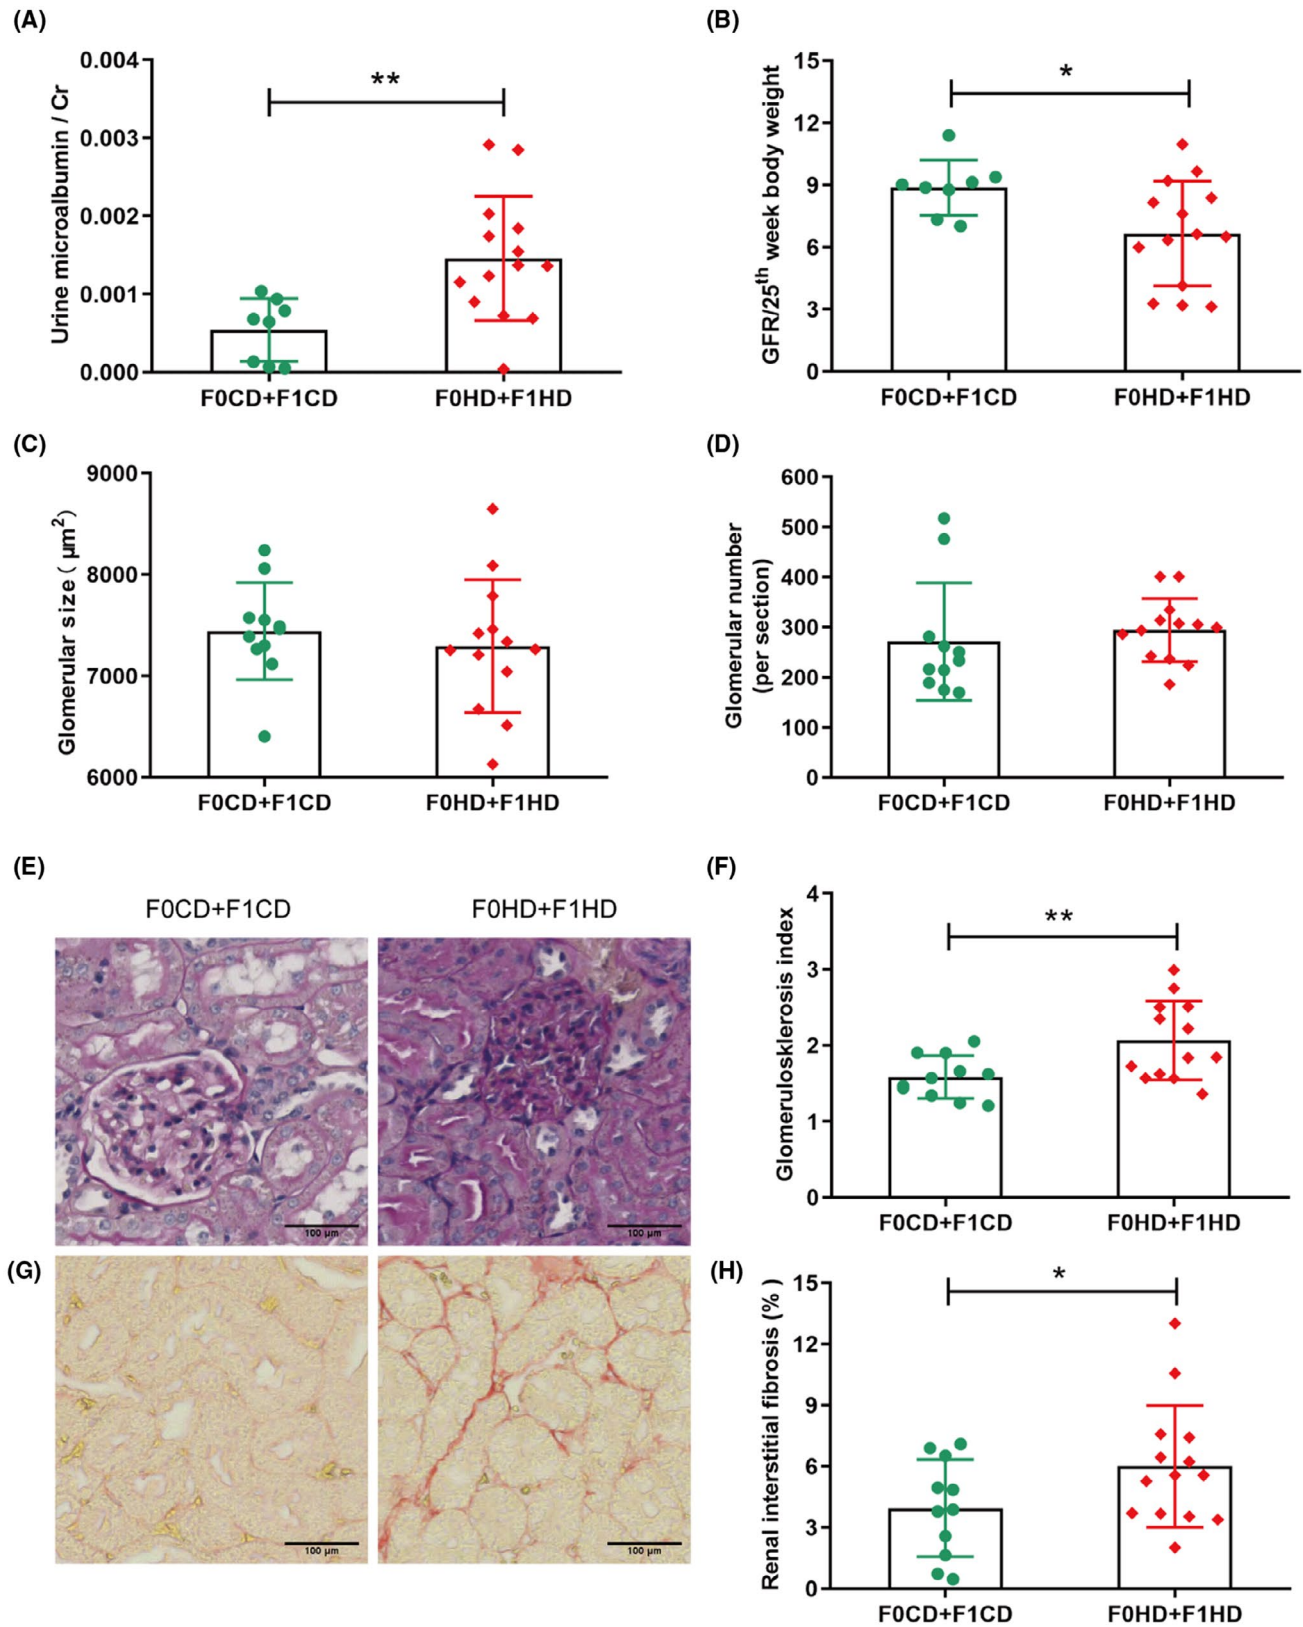 (A)
Urine microalbumin / Cr
0.004
0.003
0.002
0.001
0.000
**
F0CD+F1CD
F0HD+F1HD
(B)
GFR/25th week body weight
15
12
9
6
3
0
*
F0CD+F1CD
F0HD+F1HD
(C)
Glomerular size ( µm2)
9000
8000
7000
6000
F0CD+F1CD
F0HD+F1HD
(D)
Glomerular number
(per section)
600
500
400
300
200
100
0
F0CD+F1CD
F0HD+F1HD
(E)
F0CD+F1CD
F0HD+F1HD
100 µm
100 µm
(F)
Glomerulosklerosis index
4
3
2
1
0
**
F0CD+F1CD
F0HD+F1HD
(G)
100 µm
100 µm
(H)
Renal interstitial fibrosis (% )
15
12
9
6
3
0
*
F0CD+F1CD
F0HD+F1HD